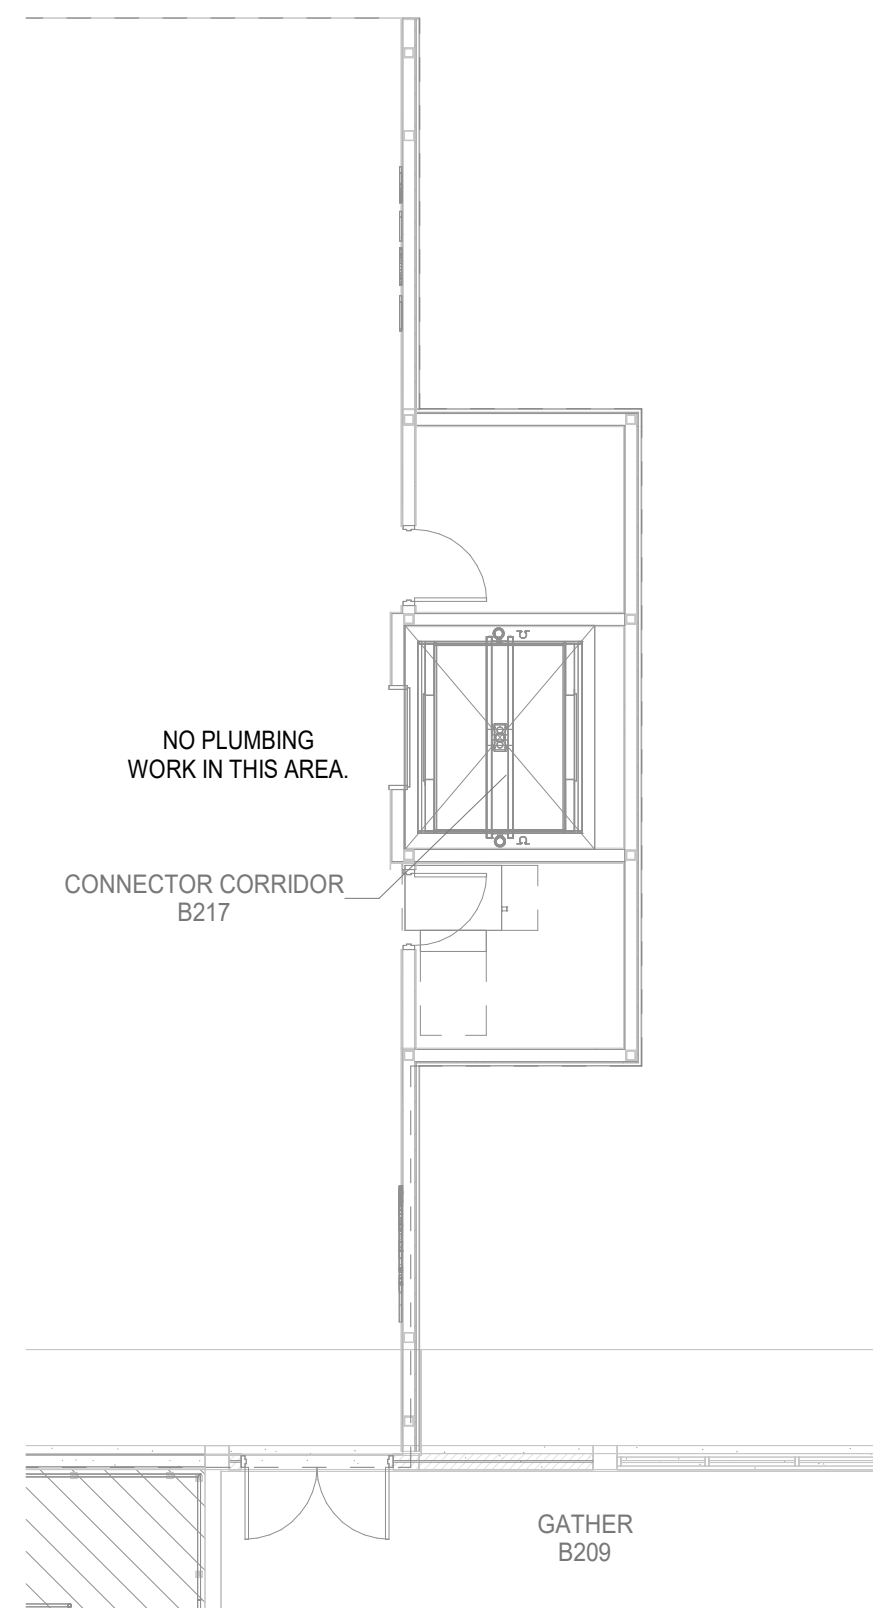 NO PLUMBING
WORK IN THIS AREA.
CONNECTOR CORRIDOR
B217
GATHER
B209